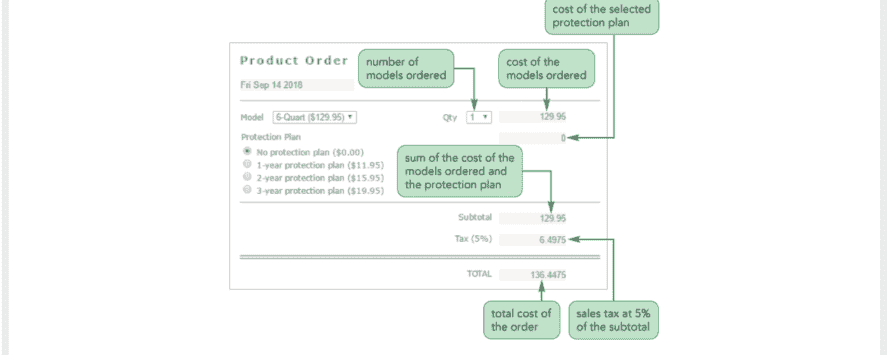 cost of the selected
protection plan
Product Order
number of
models ordered
cost of the
models ordered
Fri Sep 14 2018
Model 6-Quart ($129.95) Qty 1 129.95
Protection Plan 0
No protection plan ($0.00)
1-year protection plan ($11.95)
2-year protection plan ($15.95)
3-year protection plan ($19.95)
sum of the cost of the
models ordered and
the protection plan
Subtotal 129.95
Tax (5%) 6.4975
TOTAL 136.4475
total cost of
the order
sales tax at 5%
of the subtotal